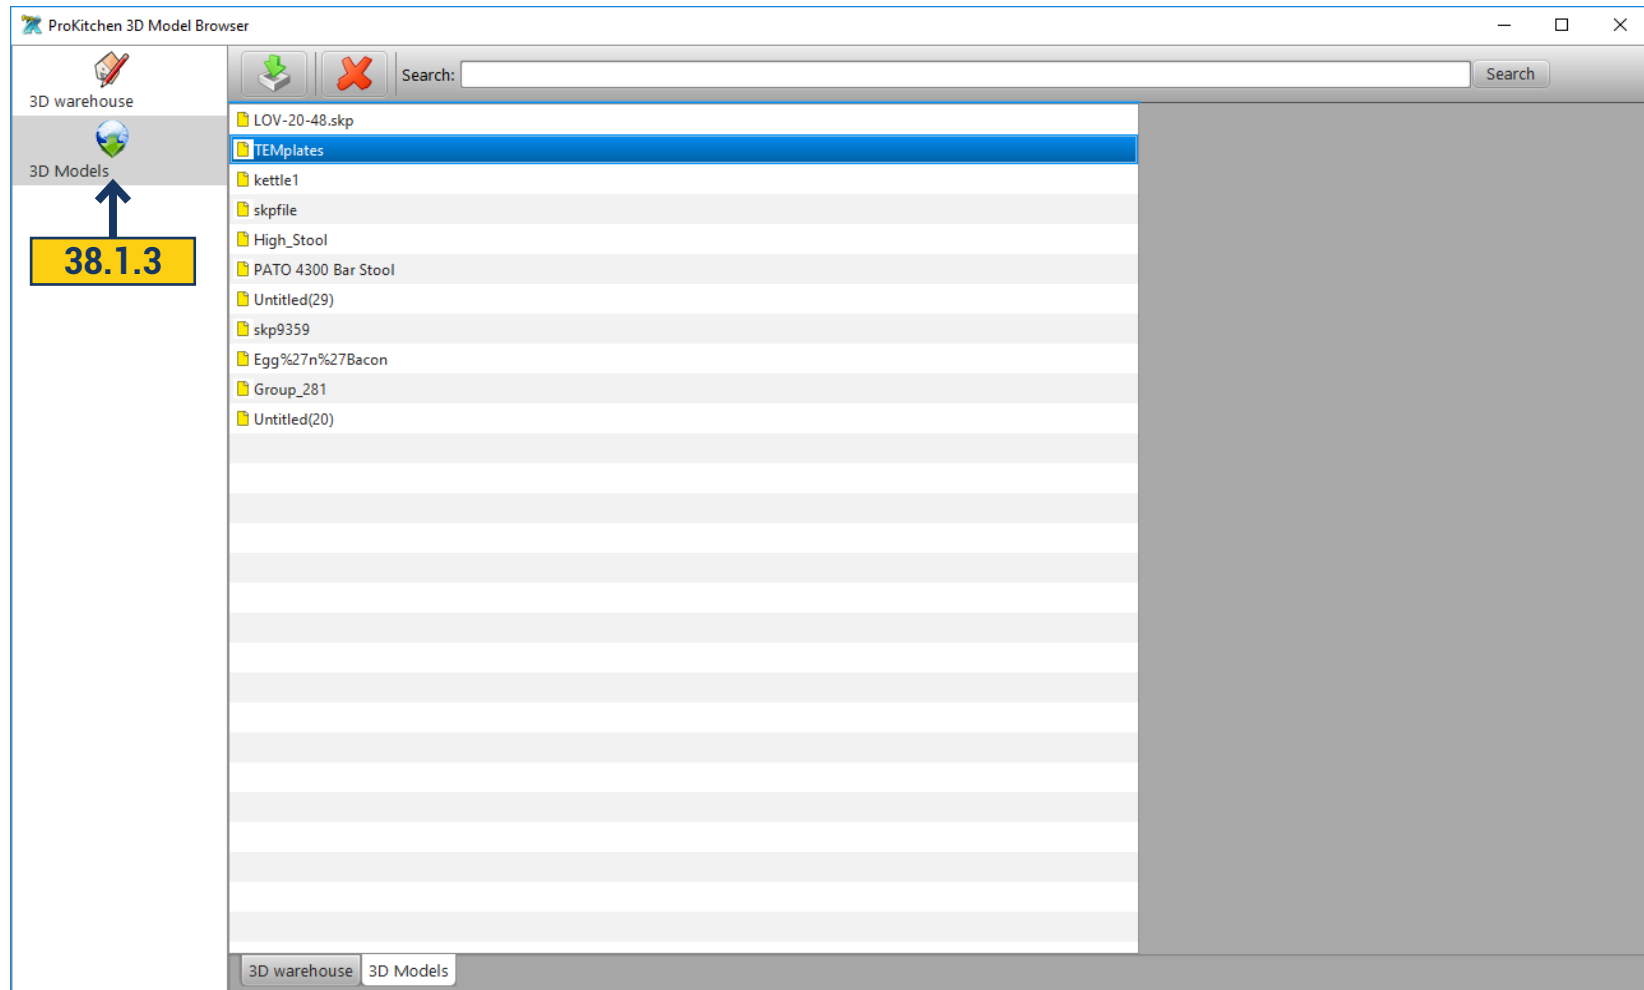 ProKitchen 3D Model Browser
3D warehouse
3D Models
38.1.3
Search:
Search
LOV-20-48.skp
TEMplates
kettle1
skpfile
High_Stool
PATO 4300 Bar Stool
Untitled(29)
skp9359
Egg%27n%27Bacon
Group_281
Untitled(20)
3D warehouse 3D Models